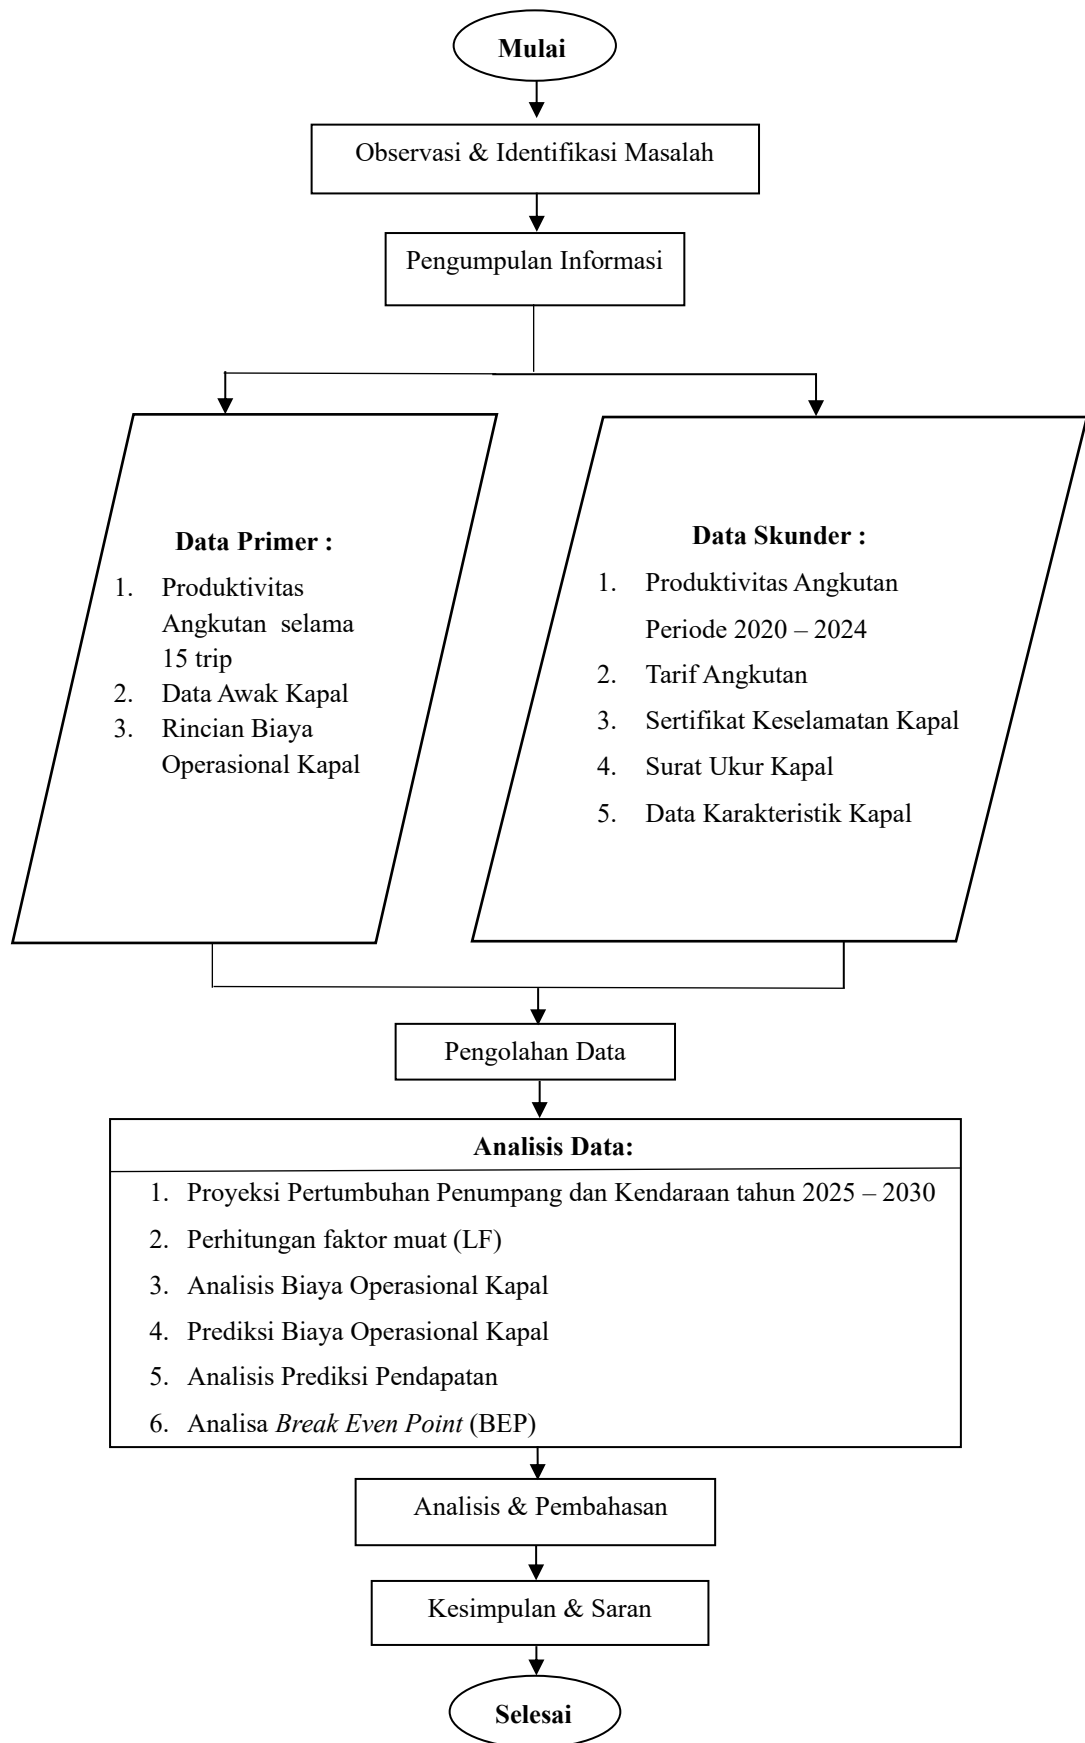 Mulai
Observasi & Identifikasi Masalah
Pengumpulan Informasi
Data Primer :
1. Produktivitas
Angkutan selama
15 trip
2. Data Awak Kapal
3. Rincian Biaya
Operasional Kapal
Data Skunder :
1. Produktivitas Angkutan
Periode 2020 – 2024
2. Tarif Angkutan
3. Sertifikat Keselamatan Kapal
4. Surat Ukur Kapal
5. Data Karakteristik Kapal
Pengolahan Data
Analisis Data:
1. Proyeksi Pertumbuhan Penumpang dan Kendaraan tahun 2025 – 2030
2. Perhitungan faktor muat (LF)
3. Analisis Biaya Operasional Kapal
4. Prediksi Biaya Operasional Kapal
5. Analisis Prediksi Pendapatan
6. Analisa Break Even Point (BEP)
Analisis & Pembahasan
Kesimpulan & Saran
Selesai